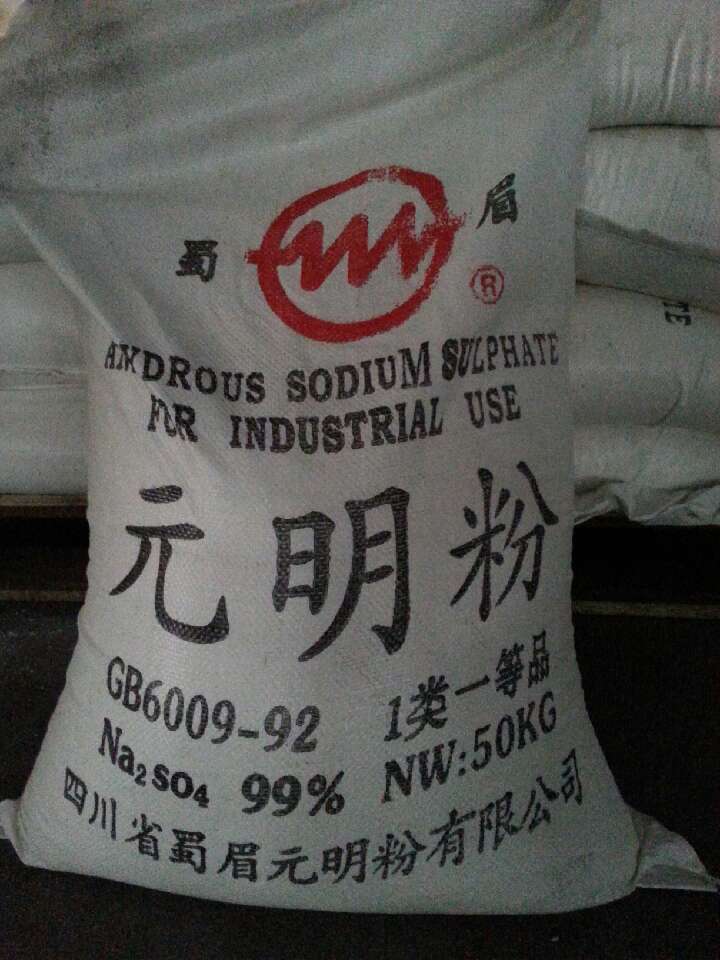 蜀 眉
®
ANDROUS SODIUM SULPHATE
FOR INDUSTRIAL USE
元明粉
GB6009-92 1类一等品
Na₂SO₄ 99% NW:50KG
四川省蜀眉元明粉有限公司